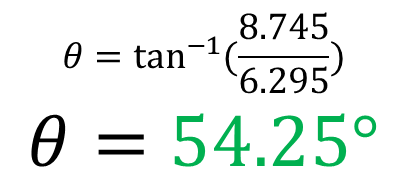 θ = tan⁻¹(8.745/6.295)
θ = 54.25°